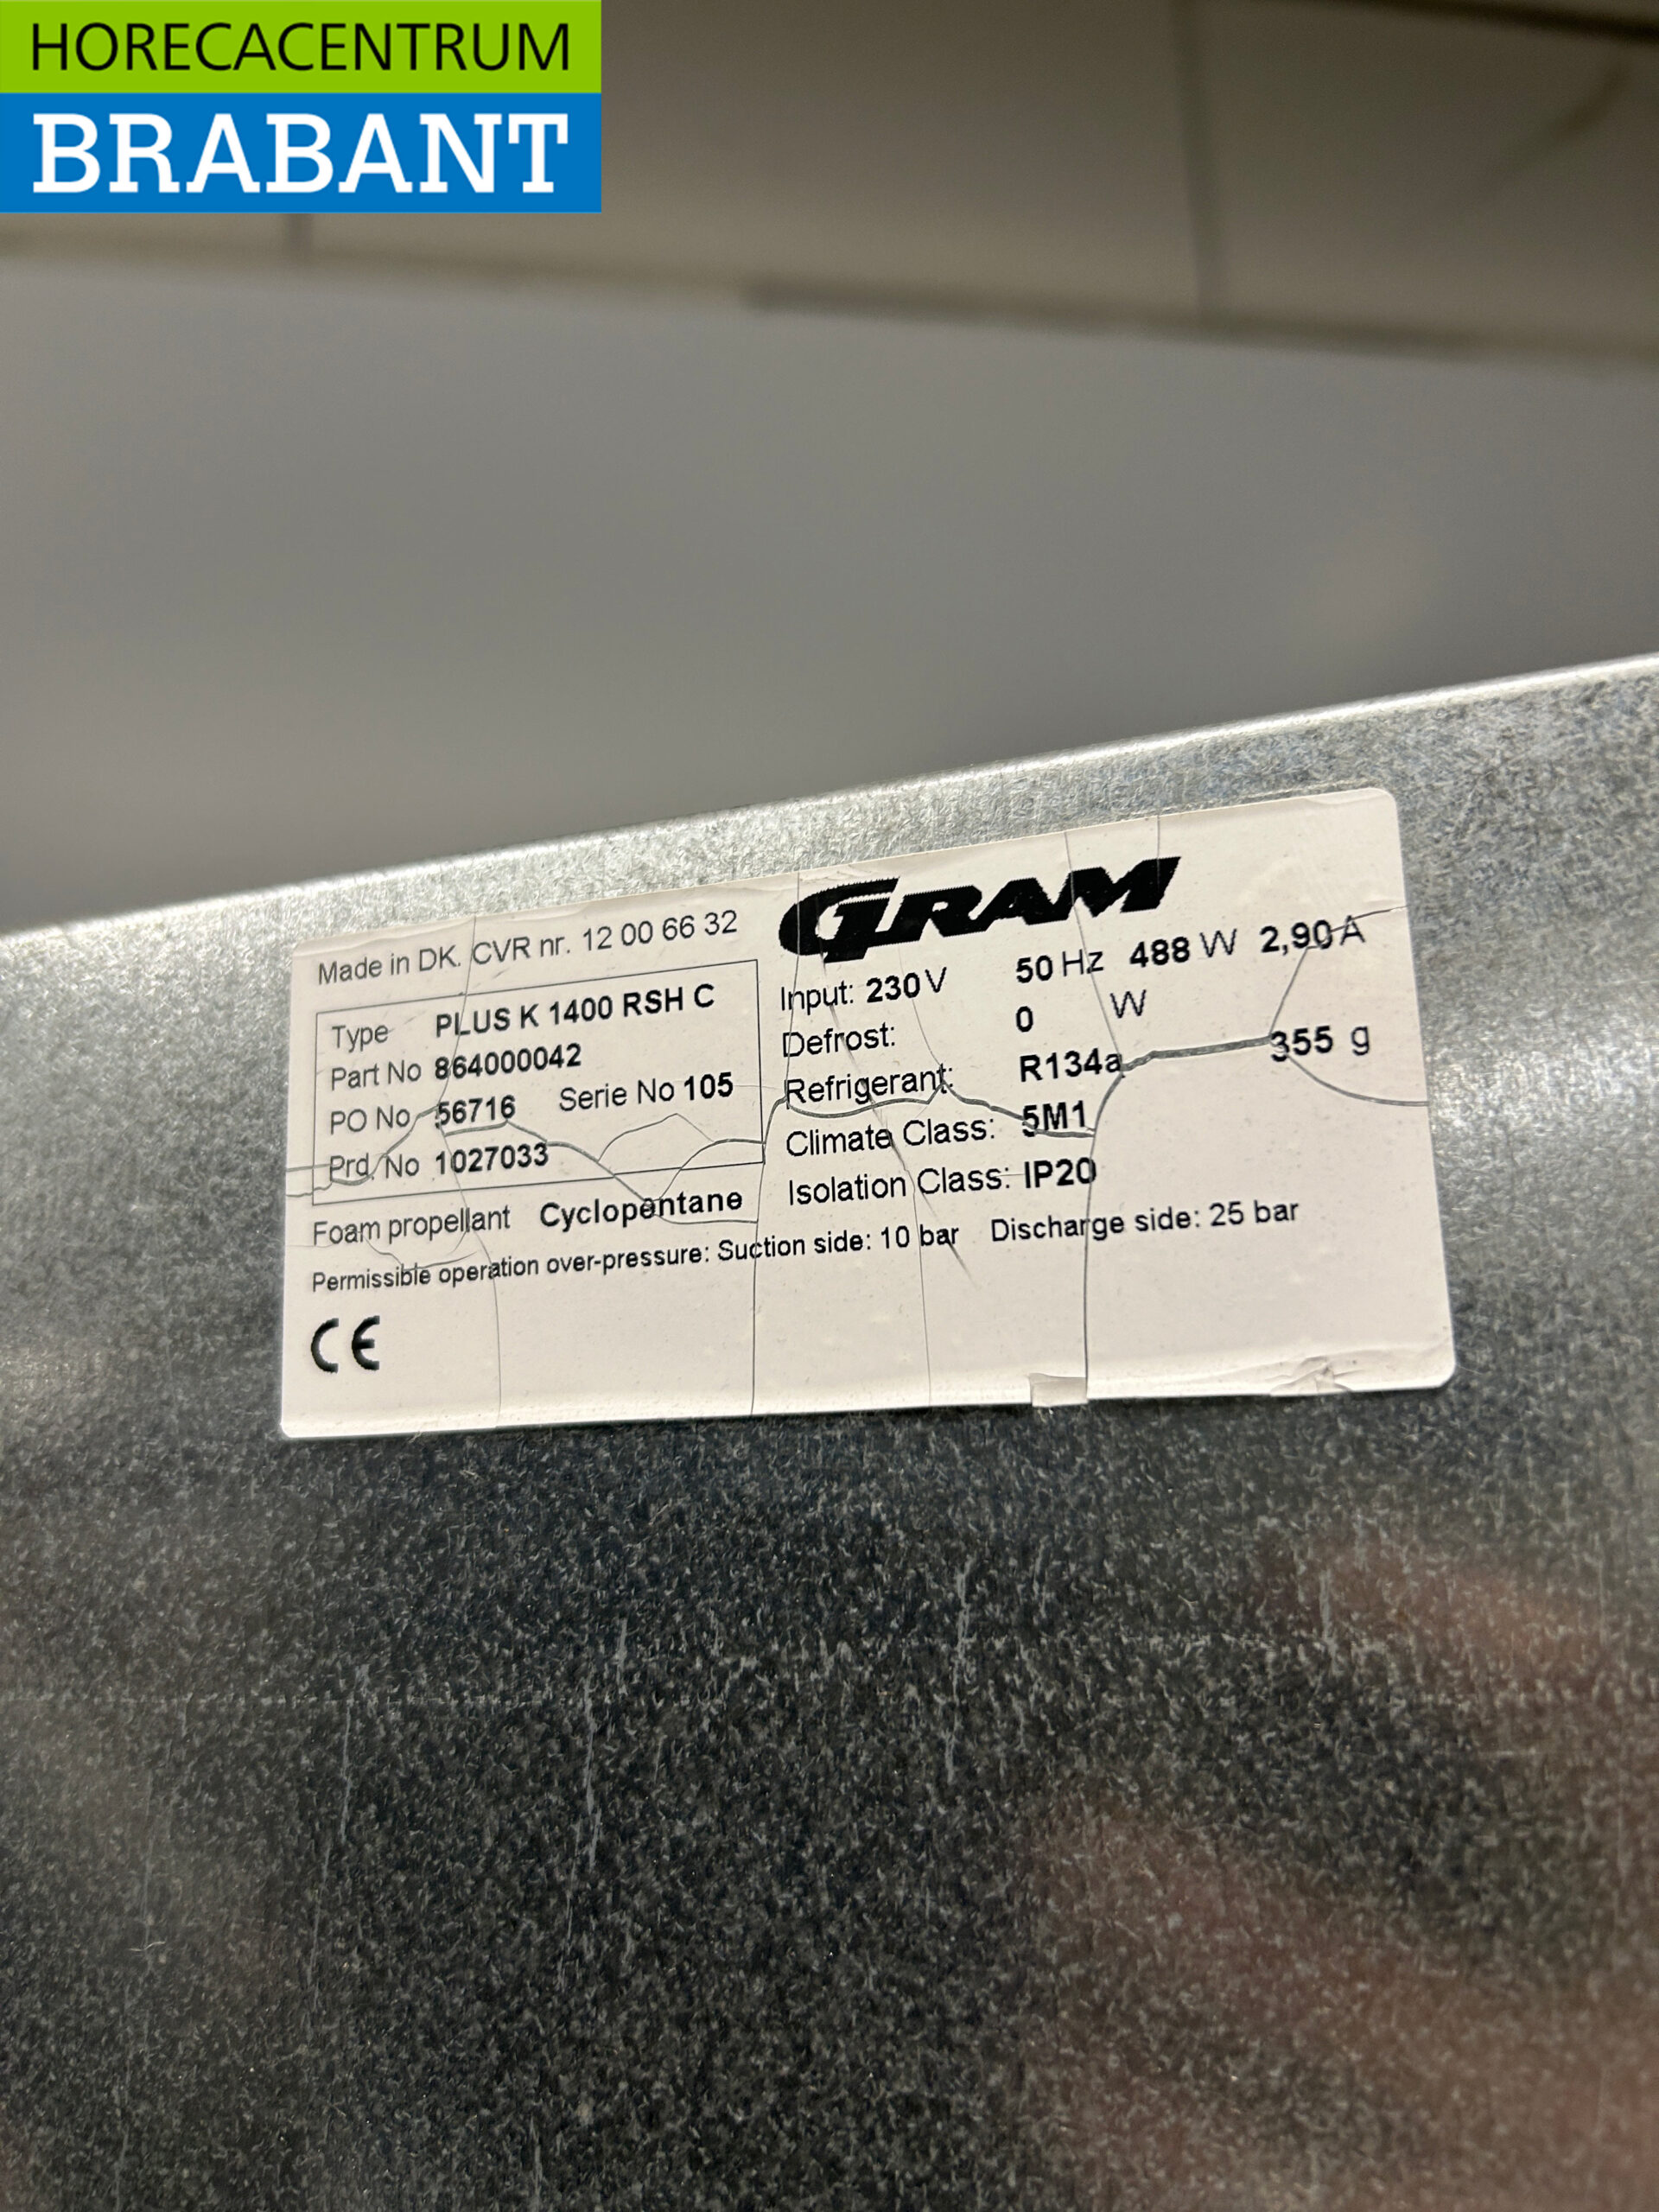 HORECACENTRUM
BRABANT
Made in DK. CVR nr. 12 00 66 32
GRAM
Type PLUS K 1400 RSH C
Part No 864000042
PO No 56716 Serie No 105
Prd. No 1027033
Input: 230 V 50 Hz 488 W 2,90 A
Defrost: 0 W
Refrigerant: R134a 355 g
Climate Class: 5M1
Isolation Class: IP20
Foam propellant Cyclopentane
Permissible operation over-pressure: Suction side: 10 bar Discharge side: 25 bar
CE